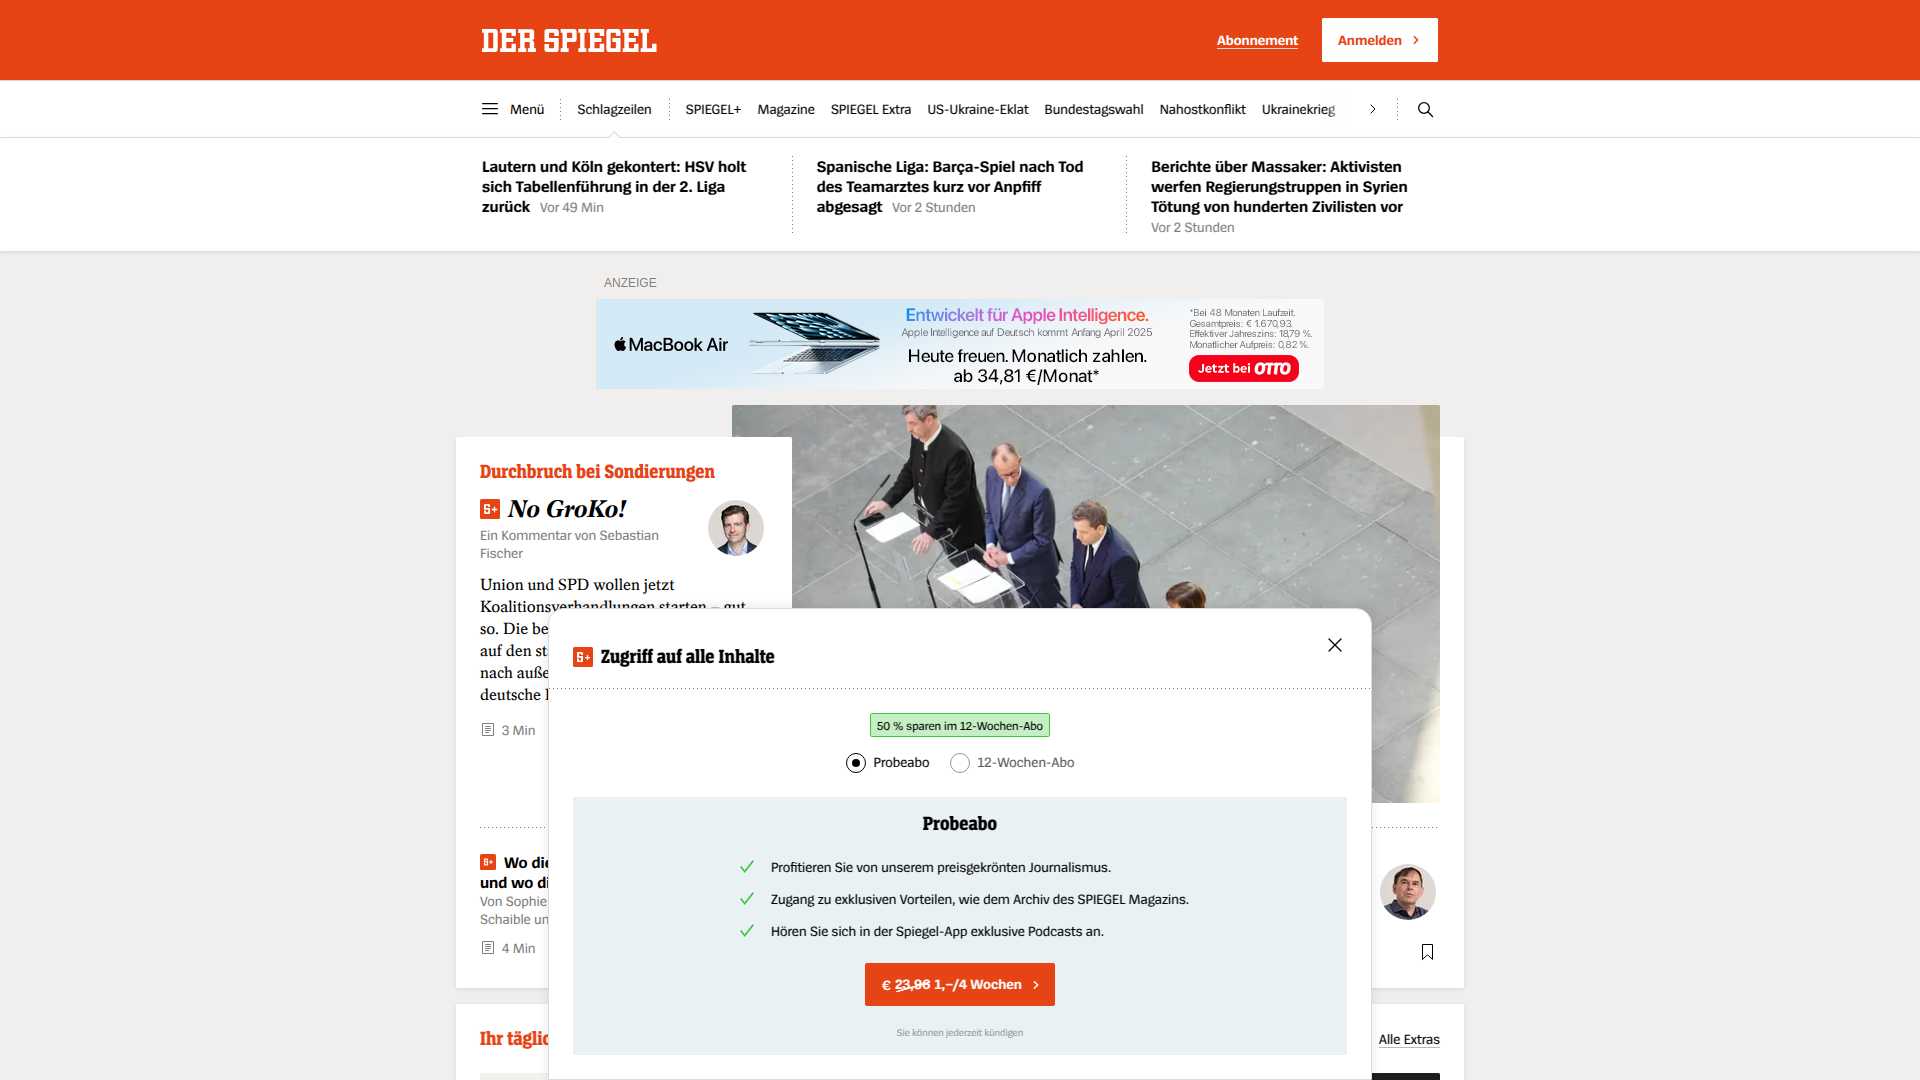 DER SPIEGEL
Abonnement
Anmelden
Menü
Schlagzeilen
SPIEGEL+
Magazine
SPIEGEL Extra
US-Ukraine-Eklat
Bundestagswahl
Nahostkonflikt
Ukrainekrieg
Lautern und Köln gekontert: HSV holt
sich Tabellenführung in der 2. Liga
zurück Vor 49 Min
Spanische Liga: Barça-Spiel nach Tod
des Teamarztes kurz vor Anpfiff
abgesagt Vor 2 Stunden
Berichte über Massaker: Aktivisten
werfen Regierungstruppen in Syrien
Tötung von hunderten Zivilisten vor
Vor 2 Stunden
ANZEIGE
MacBook Air
Entwickelt für Apple Intelligence.
Apple Intelligence auf Deutsch kommt Anfang April 2025
Heute freuen. Monatlich zahlen.
ab 34,81 €/Monat*
*Bei 48 Monaten Laufzeit.
Gesamtpreis: € 1.670,93.
Effektiver Jahreszins: 18,79 %.
Monatlicher Aufpreis: 0,82 %.
Jetzt bei OTTO
Durchbruch bei Sondierungen
No GroKo!
Ein Kommentar von Sebastian
Fischer
Union und SPD wollen jetzt
Koalitionsverhandlungen starten – gut
so. Die be
auf den st
nach auße
deutsche
3 Min
Zugriff auf alle Inhalte
50 % sparen im 12-Wochen-Abo
Probeabo
12-Wochen-Abo
Probeabo
Profitieren Sie von unserem preisgekrönten Journalismus.
Zugang zu exklusiven Vorteilen, wie dem Archiv des SPIEGEL Magazins.
Hören Sie sich in der Spiegel-App exklusive Podcasts an.
€ 23,96 1,–/4 Wochen
Sie können jederzeit kündigen
Wo die
und wo di
Von Sophie
Schaible un
4 Min
Ihr täglic
Alle Extras